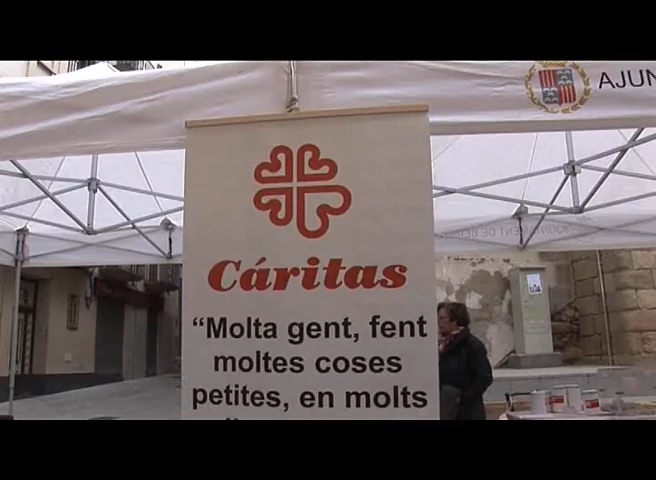 AJUN
Cáritas
“Molta gent, fent
moltes coses
petites, en molts